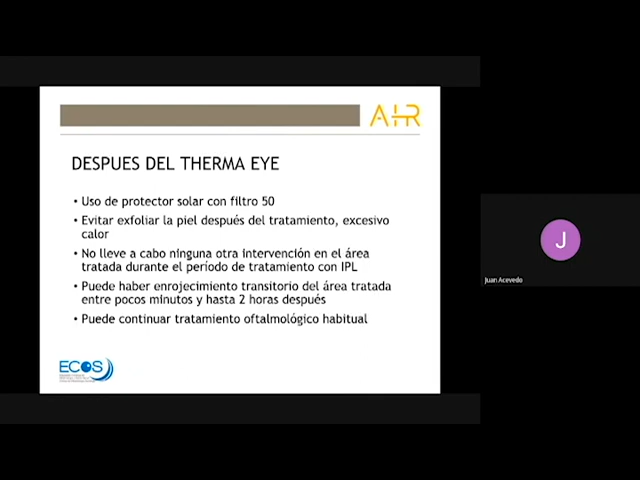 AHR
DESPUES DEL THERMA EYE
• Uso de protector solar con filtro 50
• Evitar exfoliar la piel después del tratamiento, excesivo
calor
• No lleve a cabo ninguna otra intervención en el área
tratada durante el período de tratamiento con IPL
• Puede haber enrojecimiento transitorio del área tratada
entre pocos minutos y hasta 2 horas después
• Puede continuar tratamiento oftalmológico habitual
ECOS
J
Juan Acevedo